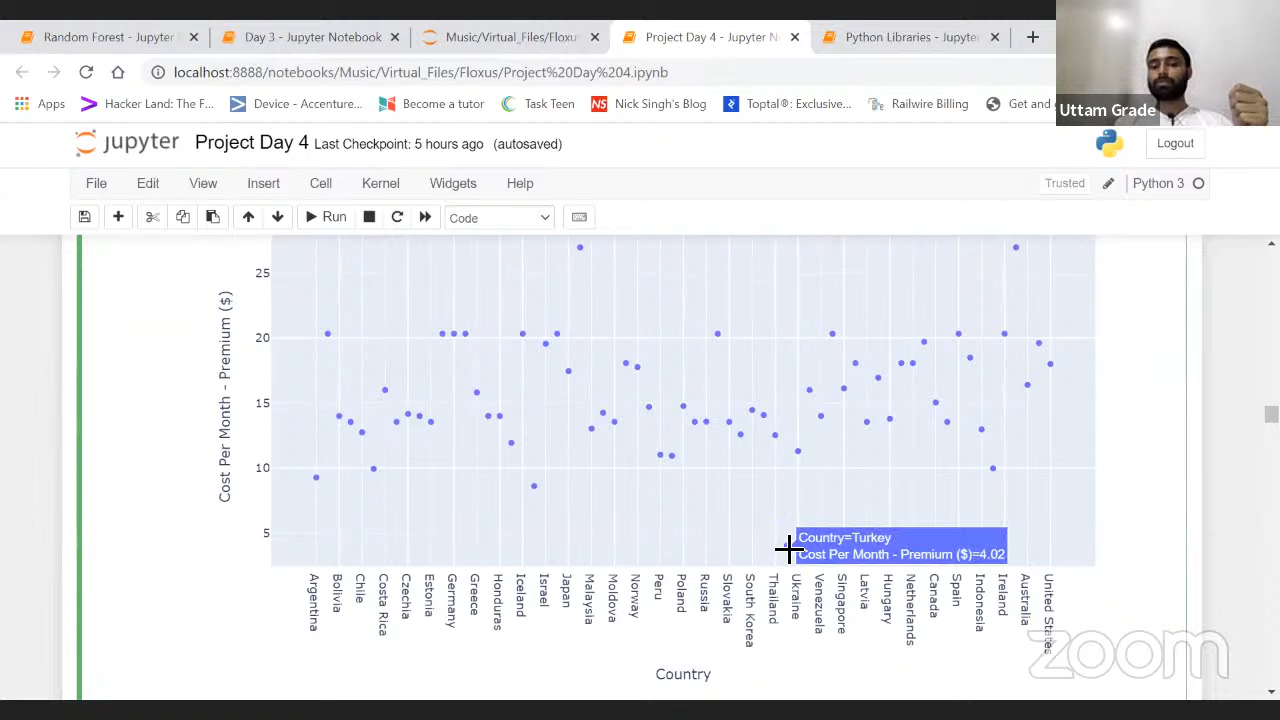 Random Forest - Jupyter
Day 3 - Jupyter Notebook
Music/Virtual_Files/Floxus
Project Day 4 - Jupyter N
Python Libraries - Jupyter
localhost:8888/notebooks/Music/Virtual_Files/Floxus/Project%20Day%204.ipynb
Apps
Hacker Land: The F...
Device - Accenture...
Become a tutor
Task Teen
NS Nick Singh's Blog
Toptal®: Exclusive...
Railwire Billing
Get and
Uttam Grade
jupyter Project Day 4 Last Checkpoint: 5 hours ago (autosaved)
Logout
File Edit View Insert Cell Kernel Widgets Help
Trusted
Python 3
Run
Code
25
20
15
10
5
Cost Per Month - Premium ($)
Country=Turkey
Cost Per Month - Premium ($)=4.02
Argentina
Bolivia
Chile
Costa Rica
Czechia
Estonia
Germany
Greece
Honduras
Iceland
Israel
Japan
Malaysia
Moldova
Norway
Peru
Poland
Russia
Slovakia
South Korea
Thailand
Ukraine
Venezuela
Singapore
Latvia
Hungary
Netherlands
Canada
Spain
Indonesia
Ireland
Australia
United States
Country
zoom